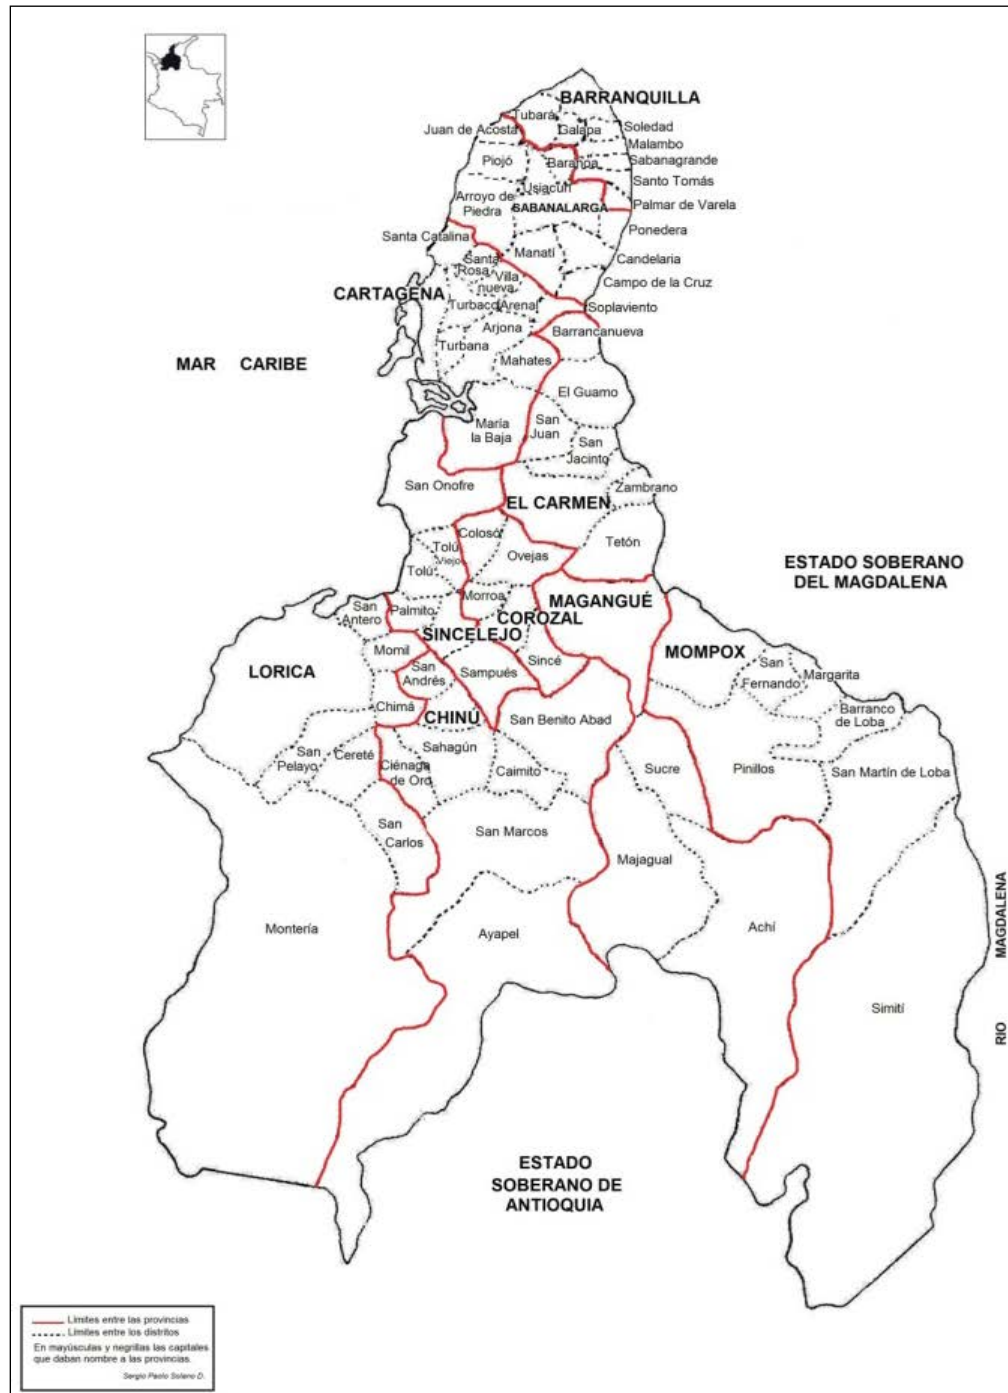 BARRANQUILLA
Tubará
Juan de Acosta
Galapa
Soledad
Malambo
Piojó
Baranoa
Sabanagrande
Usiacurí
Santo Tomás
Arroyo de
Piedra
SABANALARGA
Palmar de Varela
Ponedera
Santa Catalina
Manatí
Candelaria
Santa
Rosa
Villa
nueva
Campo de la Cruz
CARTAGENA
Turbaco
Arenal
Soplaviento
Arjona
Barrancanueva
Turbana
Mahates
MAR CARIBE
El Guamo
María
la Baja
San
Juan
San
Jacinto
San Onofre
Zambrano
EL CARMEN
Colosó
Tolú
Viejo
Ovejas
Tetón
Tolú
ESTADO SOBERANO
DEL MAGDALENA
San
Antero
Palmito
Morroa
MAGANGUÉ
COROZAL
SINCELEJO
Momil
MOMPOX
LORICA
San
Andrés
Sampués
Sincé
San
Fernando
Margarita
Chimá
CHINÚ
San Benito Abad
Barranco
de Loba
San
Pelayo
Cereté
Sahagún
Ciénaga
de Oro
Caimito
Sucre
Pinillos
San Martín de Loba
San
Carlos
San Marcos
Majagual
Montería
Ayapel
Achí
Simití
RIO MAGDALENA
ESTADO
SOBERANO DE
ANTIOQUIA
Límites entre las provincias
Límites entre los distritos
En mayúsculas y negrillas las capitales
que daban nombre a las provincias.
Sergio Paolo Solano D.